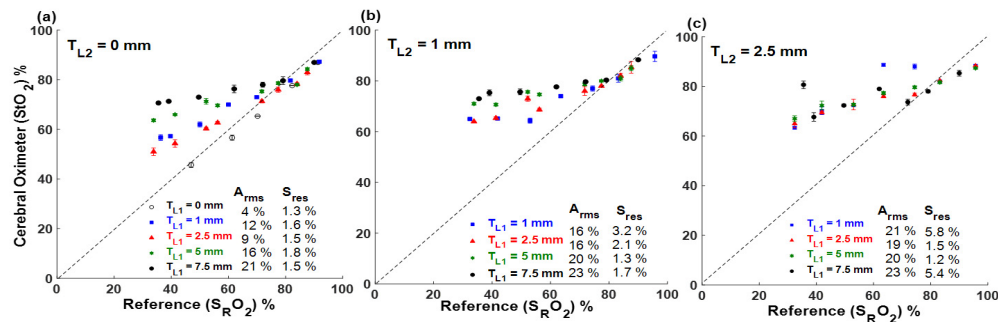 (a)
T_L2 = 0 mm
Cerebral Oximeter (StO2) %
100
80
60
40
20
0
A_rms S_res
T_L1 = 0 mm 4 % 1.3 %
T_L1 = 1 mm 12 % 1.6 %
T_L1 = 2.5 mm 9 % 1.5 %
T_L1 = 5 mm 16 % 1.8 %
T_L1 = 7.5 mm 21 % 1.5 %
0 20 40 60 80 100
Reference (S_RO2) %
(b)
T_L2 = 1 mm
100
80
60
40
20
0
A_rms S_res
T_L1 = 1 mm 16 % 3.2 %
T_L1 = 2.5 mm 16 % 2.1 %
T_L1 = 5 mm 20 % 1.3 %
T_L1 = 7.5 mm 23 % 1.7 %
0 20 40 60 80 100
Reference (S_RO2) %
(c)
T_L2 = 2.5 mm
100
80
60
40
20
0
A_rms S_res
T_L1 = 1 mm 21 % 5.8 %
T_L1 = 2.5 mm 19 % 1.5 %
T_L1 = 5 mm 20 % 1.2 %
T_L1 = 7.5 mm 23 % 5.4 %
0 20 40 60 80 100
Reference (S_RO2) %